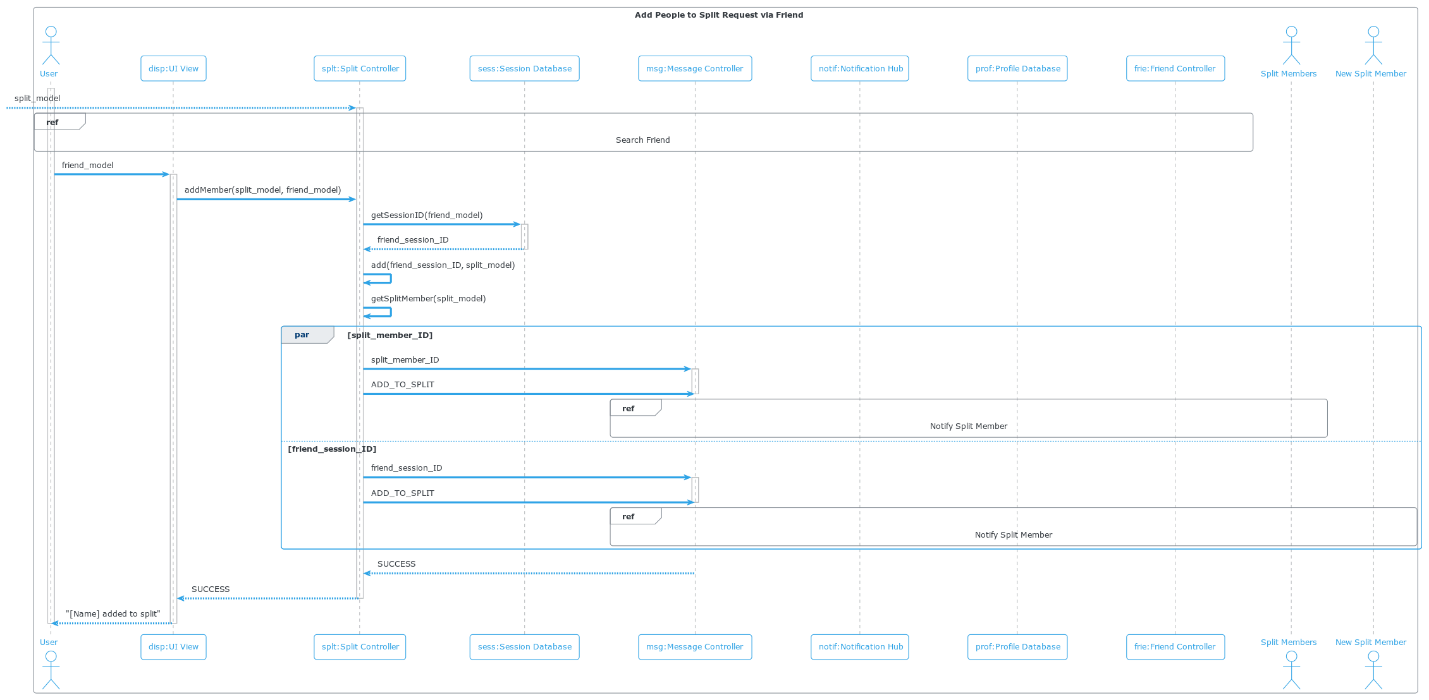 Add People to Split Request via Friend
User
disp:UI View
splt:Split Controller
sess:Session Database
msg:Message Controller
notif:Notification Hub
prof:Profile Database
frie:Friend Controller
Split Members
New Split Member
split_model
ref
Search Friend
friend_model
addMember(split_model, friend_model)
getSessionID(friend_model)
friend_session_ID
add(friend_session_ID, split_model)
getSplitMember(split_model)
par
[split_member_ID]
split_member_ID
ADD_TO_SPLIT
ref
Notify Split Member
[friend_session_ID]
friend_session_ID
ADD_TO_SPLIT
ref
Notify Split Member
SUCCESS
SUCCESS
"[Name] added to split"
User
disp:UI View
splt:Split Controller
sess:Session Database
msg:Message Controller
notif:Notification Hub
prof:Profile Database
frie:Friend Controller
Split Members
New Split Member